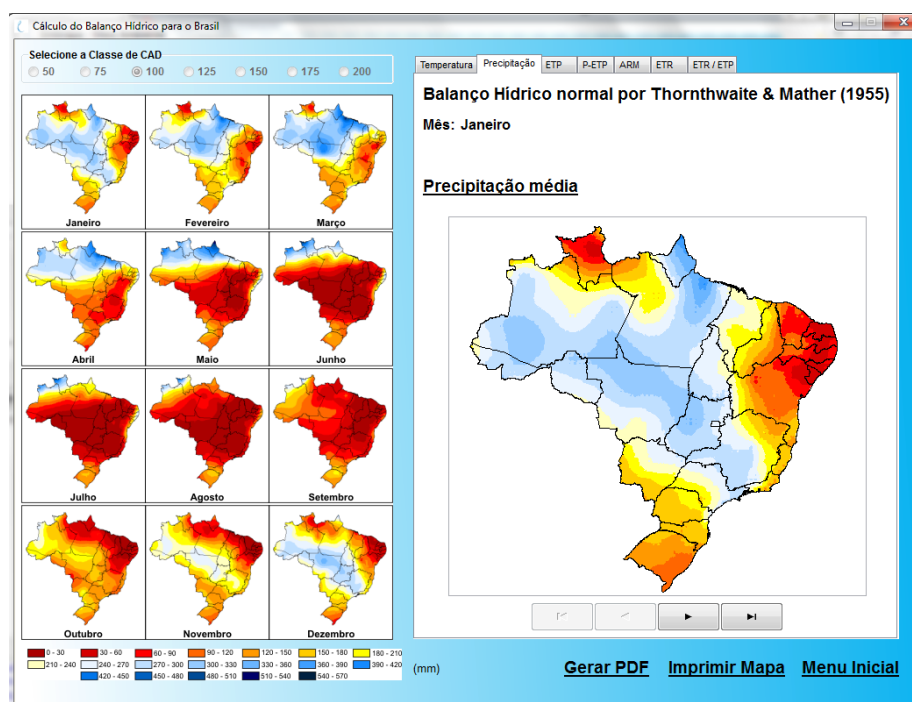 Cálculo do Balanço Hídrico para o Brasil
Selecione a Classe de CAD
50 75 100 125 150 175 200
Janeiro Fevereiro Março
Abril Maio Junho
Julho Agosto Setembro
Outubro Novembro Dezembro
0 - 30 30 - 60 60 - 90 90 - 120 120 - 150 150 - 180 180 - 210
210 - 240 240 - 270 270 - 300 300 - 330 330 - 360 360 - 390 390 - 420
420 - 450 450 - 480 480 - 510 510 - 540 540 - 570
(mm)
Temperatura Precipitação ETP P-ETP ARM ETR ETR / ETP
Balanço Hídrico normal por Thornthwaite & Mather (1955)
Mês: Janeiro
Precipitação média
Gerar PDF Imprimir Mapa Menu Inicial